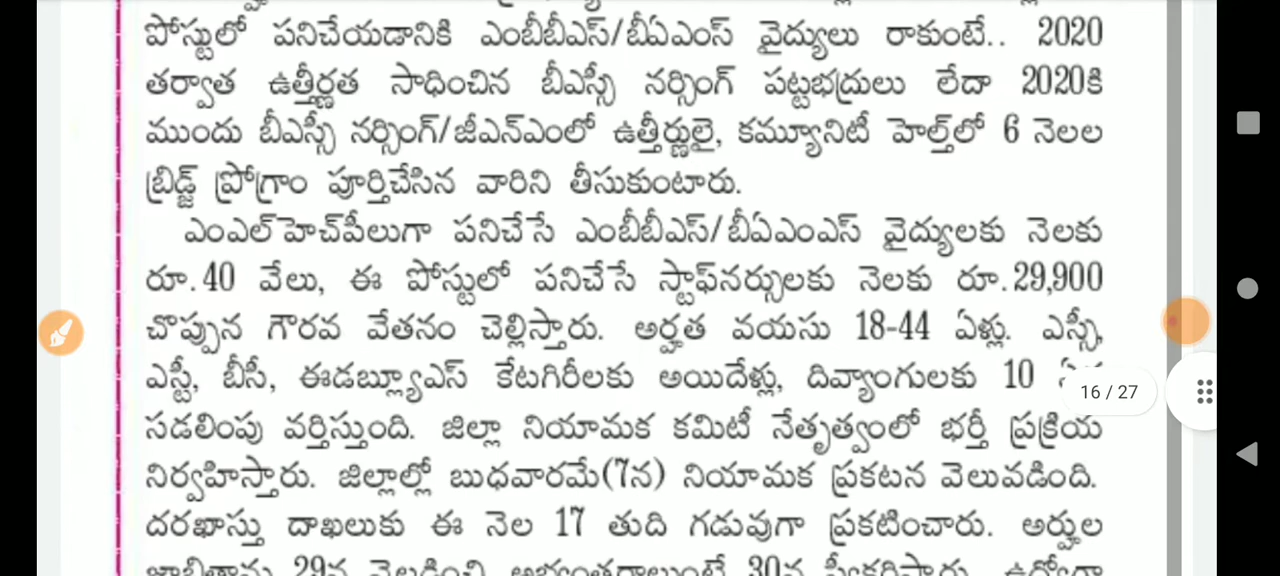 పోస్టులో పనిచేయడానికి ఎంబీబీఎస్/బీఏఎంస్ వైద్యులు రాకుంటే.. 2020
తర్వాత ఉత్తీర్ణత సాధించిన బీఎస్సీ నర్సింగ్ పట్టభద్రులు లేదా 2020కి
ముందు బీఎస్సీ నర్సింగ్/జీఎన్ఎంలో ఉత్తీర్ణులై, కమ్యూనిటీ హెల్త్‌లో 6 నెలల
బ్రిడ్జ్ ప్రోగ్రాం పూర్తిచేసిన వారిని తీసుకుంటారు.
ఎంఎల్‌హెచ్‌పీలుగా పనిచేసే ఎంబీబీఎస్/బీఏఎంఎస్ వైద్యులకు నెలకు
రూ.40 వేలు, ఈ పోస్టులో పనిచేసే స్టాఫ్‌నర్సులకు నెలకు రూ.29,900
చొప్పున గౌరవ వేతనం చెల్లిస్తారు. అర్హత వయసు 18-44 ఏళ్లు. ఎస్సీ,
ఎస్టీ, బీసీ, ఈడబ్ల్యూఎస్ కేటగిరీలకు అయిదేళ్లు, దివ్యాంగులకు 10
16 / 27
సడలింపు వర్తిస్తుంది. జిల్లా నియామక కమిటీ నేతృత్వంలో భర్తీ ప్రక్రియ
నిర్వహిస్తారు. జిల్లాల్లో బుధవారమే(7న) నియామక ప్రకటన వెలువడింది.
దరఖాస్తు దాఖలుకు ఈ నెల 17 తుది గడువుగా ప్రకటించారు. అర్హుల
29న 30న